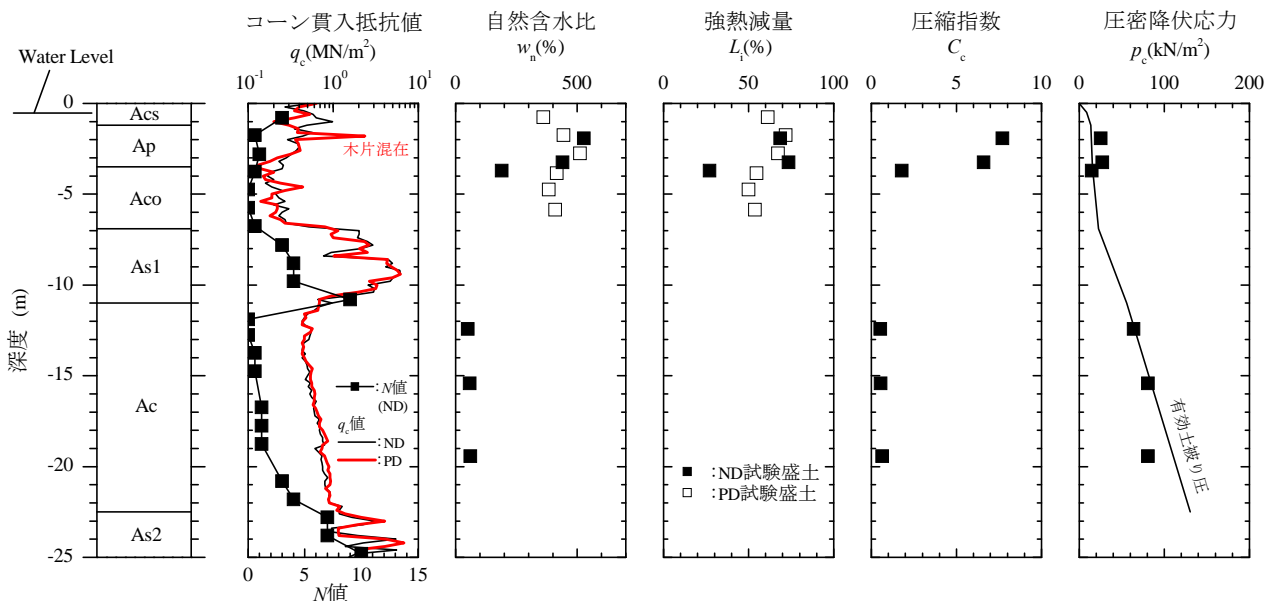 コーン貫入抵抗値
qc(MN/m²)
自然含水比
wn(%)
強熱減量
Li(%)
圧縮指数
Cc
圧密降伏応力
pc(kN/m²)
Water Level
10⁻¹ 10⁰ 10¹
0 500
0 50 100
0 5 10
0 100 200
深度 (m)
0
-5
-10
-15
-20
-25
Acs
Ap
Aco
As1
Ac
As2
木片混在
:N値
(ND)
qc値
:ND
:PD
0 5 10 15
N値
:ND試験盛土
:PD試験盛土
有効土被り圧